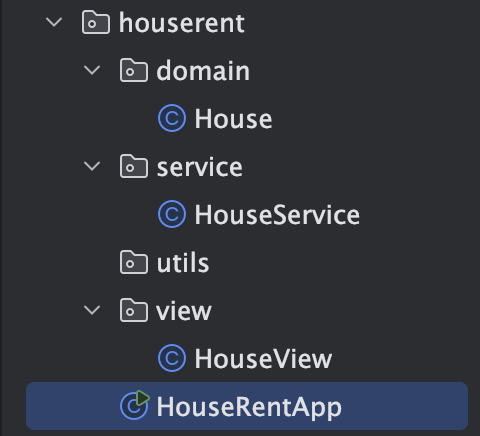 houserent
domain
House
service
HouseService
utils
view
HouseView
HouseRentApp